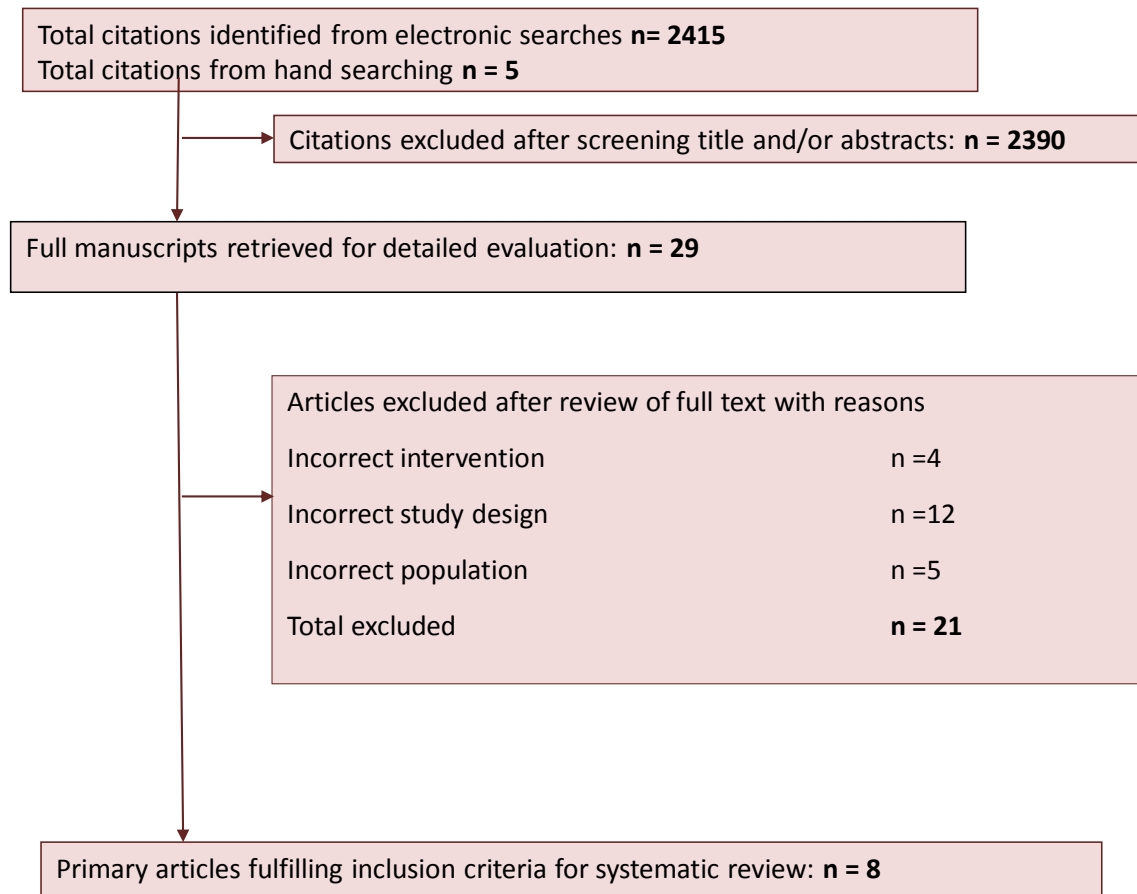 Total citations identified from electronic searches n= 2415
Total citations from hand searching n = 5
Citations excluded after screening title and/or abstracts: n = 2390
Full manuscripts retrieved for detailed evaluation: n = 29
Articles excluded after review of full text with reasons
Incorrect intervention n =4
Incorrect study design n =12
Incorrect population n =5
Total excluded n = 21
Primary articles fulfilling inclusion criteria for systematic review: n = 8